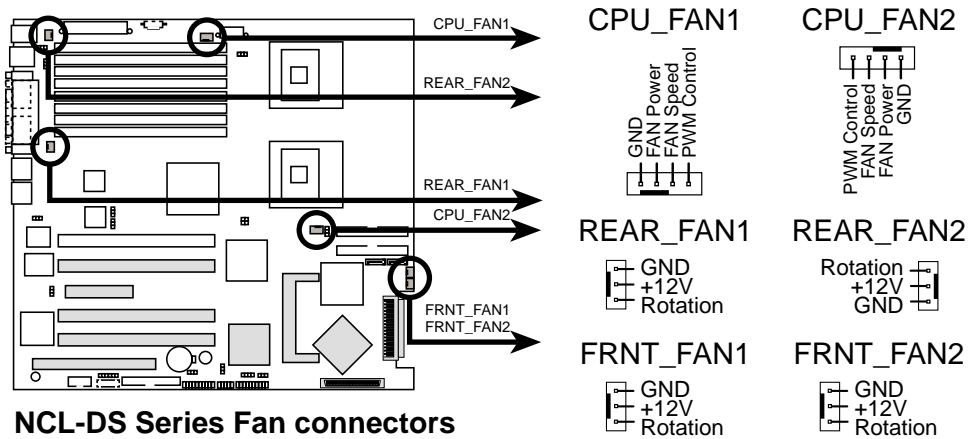 CPU_FAN1
REAR_FAN2
REAR_FAN1
CPU_FAN2
FRNT_FAN1
FRNT_FAN2
NCL-DS Series Fan connectors
CPU_FAN1
GND
FAN Power
FAN Speed
PWM Control
CPU_FAN2
PWM Control
FAN Speed
FAN Power
GND
REAR_FAN1
GND
+12V
Rotation
REAR_FAN2
Rotation
+12V
GND
FRNT_FAN1
GND
+12V
Rotation
FRNT_FAN2
GND
+12V
Rotation